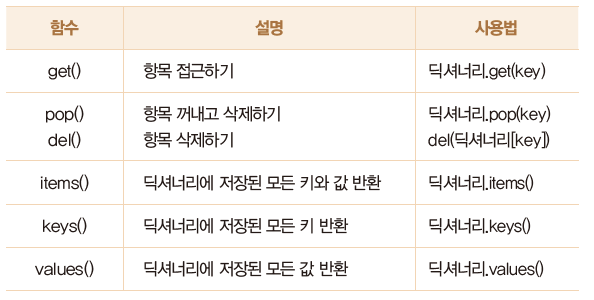 함수 설명 사용법
get() 항목 접근하기 딕셔너리.get(key)
pop() 항목 꺼내고 삭제하기 딕셔너리.pop(key)
del() 항목 삭제하기 del(딕셔너리[key])
items() 딕셔너리에 저장된 모든 키와 값 반환 딕셔너리.items()
keys() 딕셔너리에 저장된 모든 키 반환 딕셔너리.keys()
values() 딕셔너리에 저장된 모든 값 반환 딕셔너리.values()